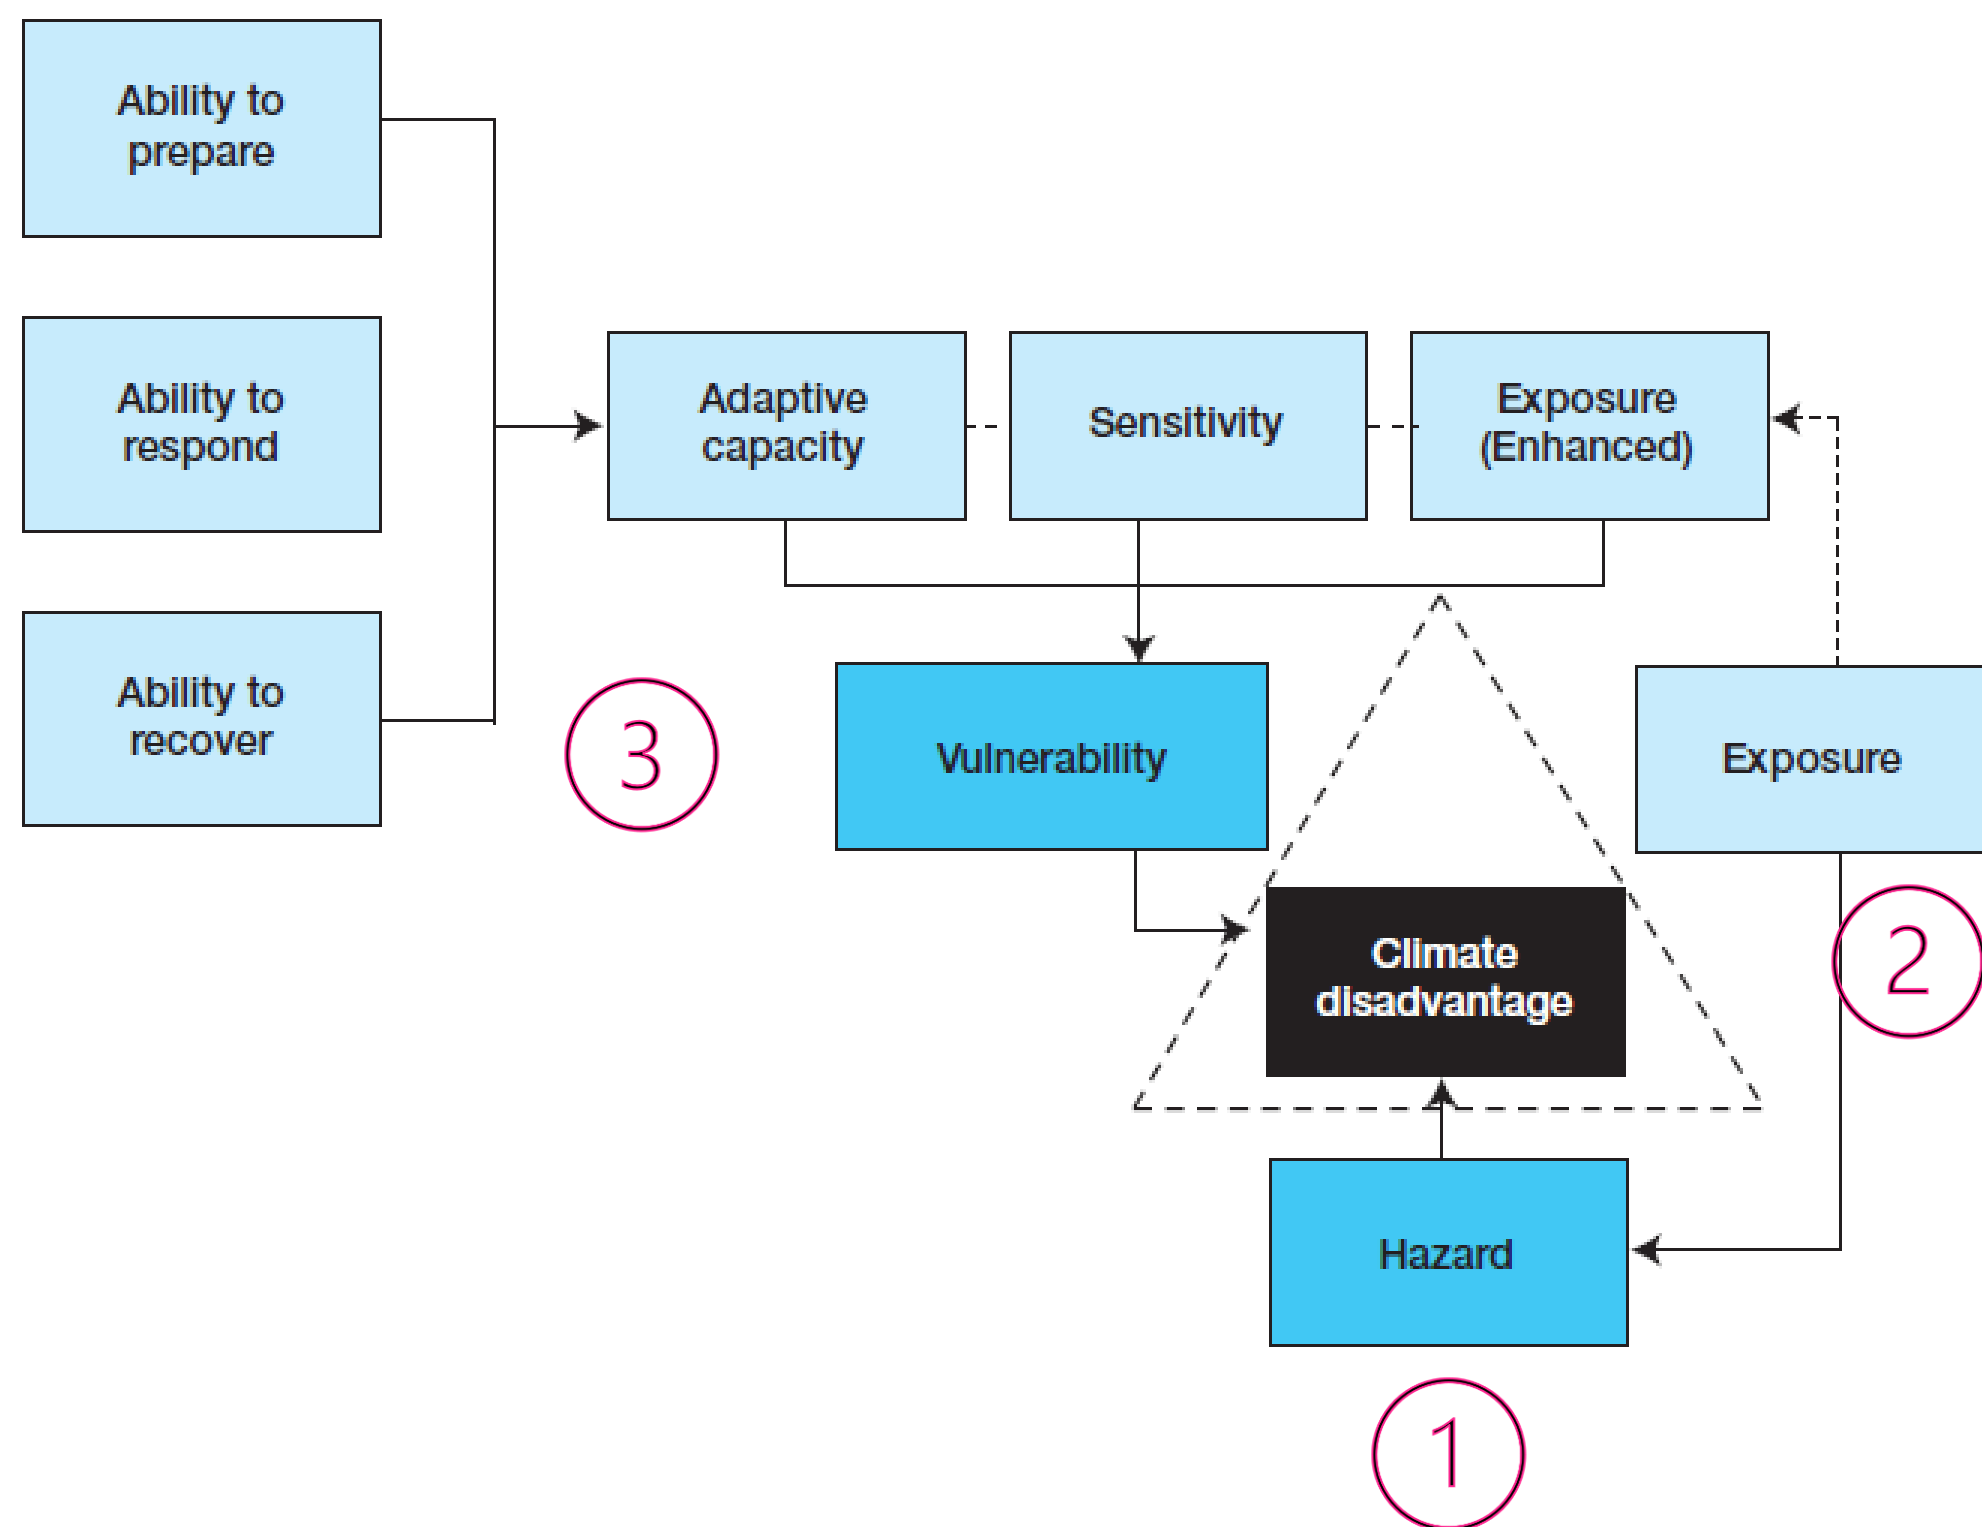 Ability to
prepare
Ability to
respond
Ability to
recover
Adaptive
capacity
Sensitivity
Exposure
(Enhanced)
3
Vulnerability
Exposure
2
Climate
disadvantage
Hazard
1